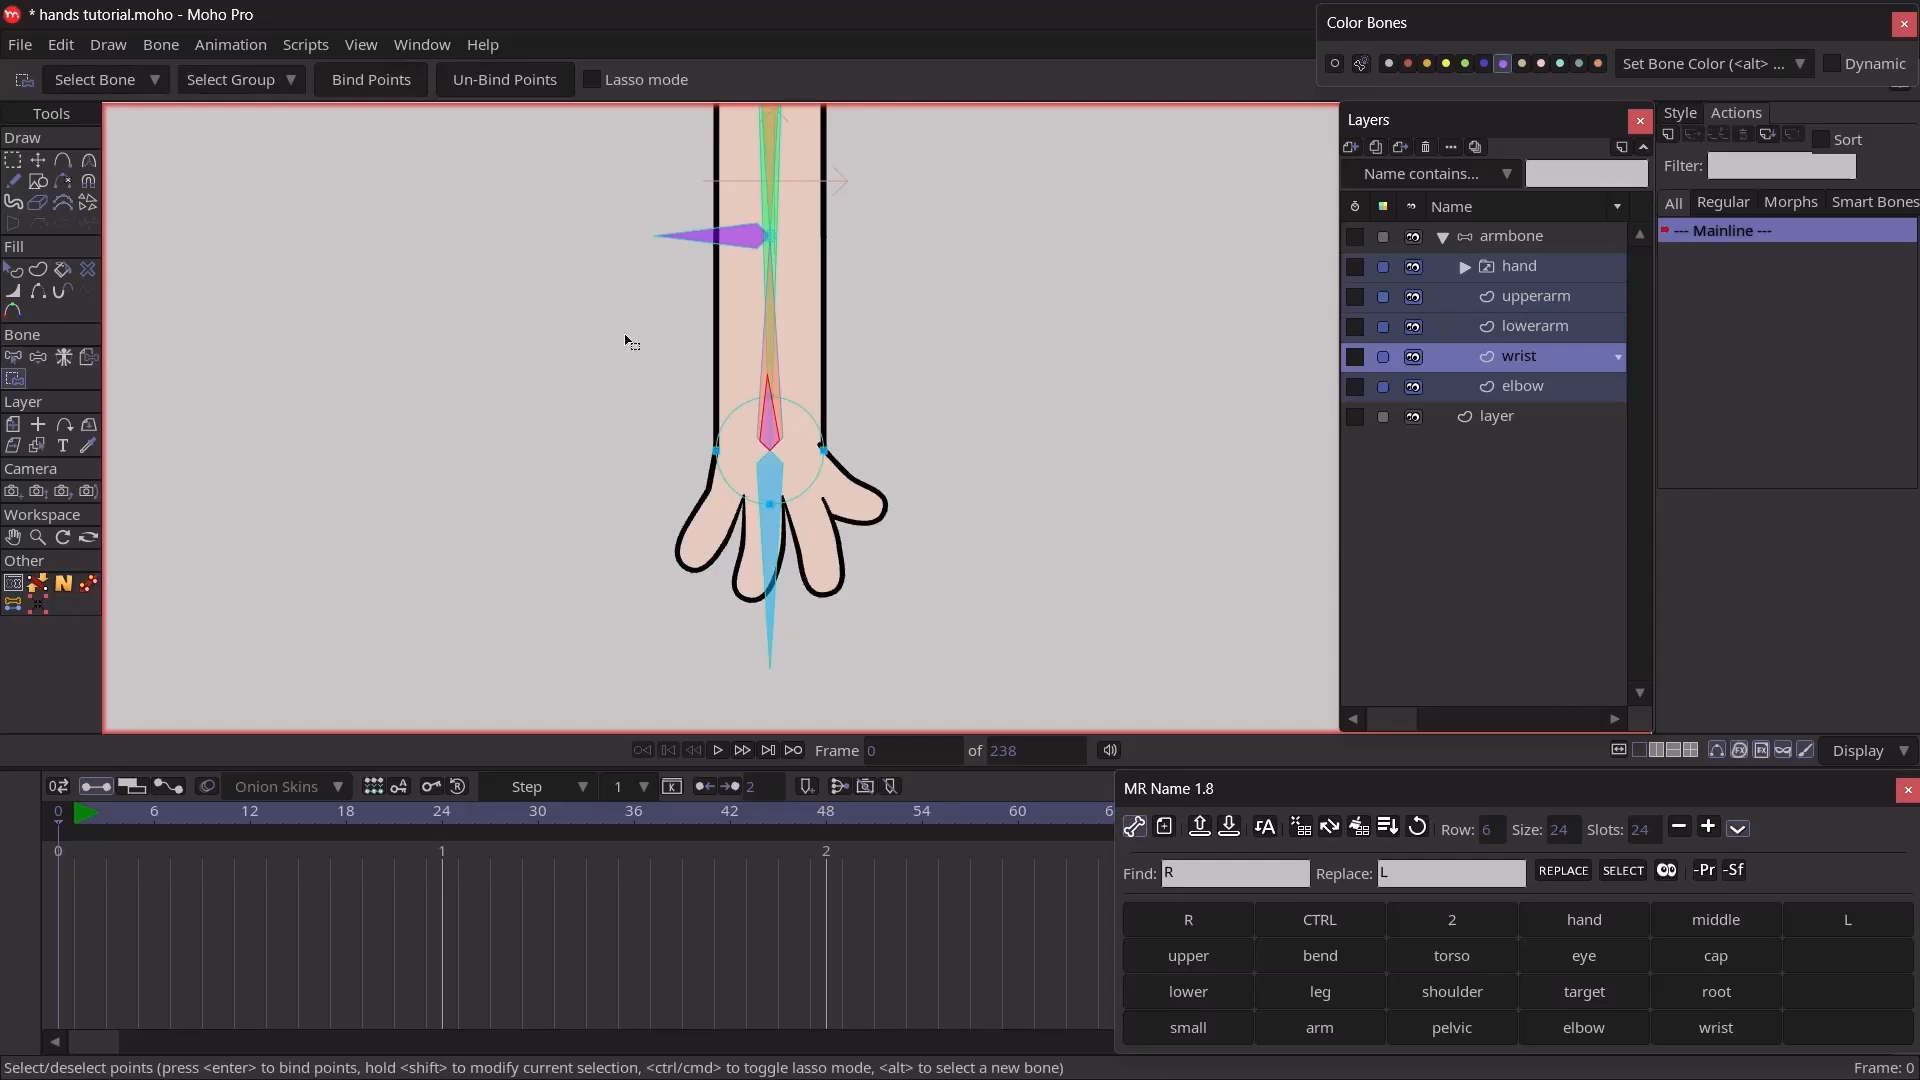 * hands tutorial.moho - Moho Pro
File Edit Draw Bone Animation Scripts View Window Help
Select Bone Select Group Bind Points Un-Bind Points Lasso mode
Color Bones
Set Bone Color (<alt> ... Dynamic
Tools
Draw
Fill
Bone
Layer
Camera
Workspace
Other
Layers
Name contains...
Name
armbone
hand
upperarm
lowerarm
wrist
elbow
layer
Style Actions
Sort
Filter:
All Regular Morphs Smart Bones
--- Mainline ---
Frame 0 of 238
Display
Onion Skins Step 1 2
0 6 12 18 24 30 36 42 48 54 60 6
0 1 2
MR Name 1.8
Row: 6 Size: 24 Slots: 24
Find: R Replace: L REPLACE SELECT -Pr -Sf
R CTRL 2 hand middle L
upper bend torso eye cap
lower leg shoulder target root
small arm pelvic elbow wrist
Select/deselect points (press <enter> to bind points, hold <shift> to modify current selection, <ctrl/cmd> to toggle lasso mode, <alt> to select a new bone)
Frame: 0